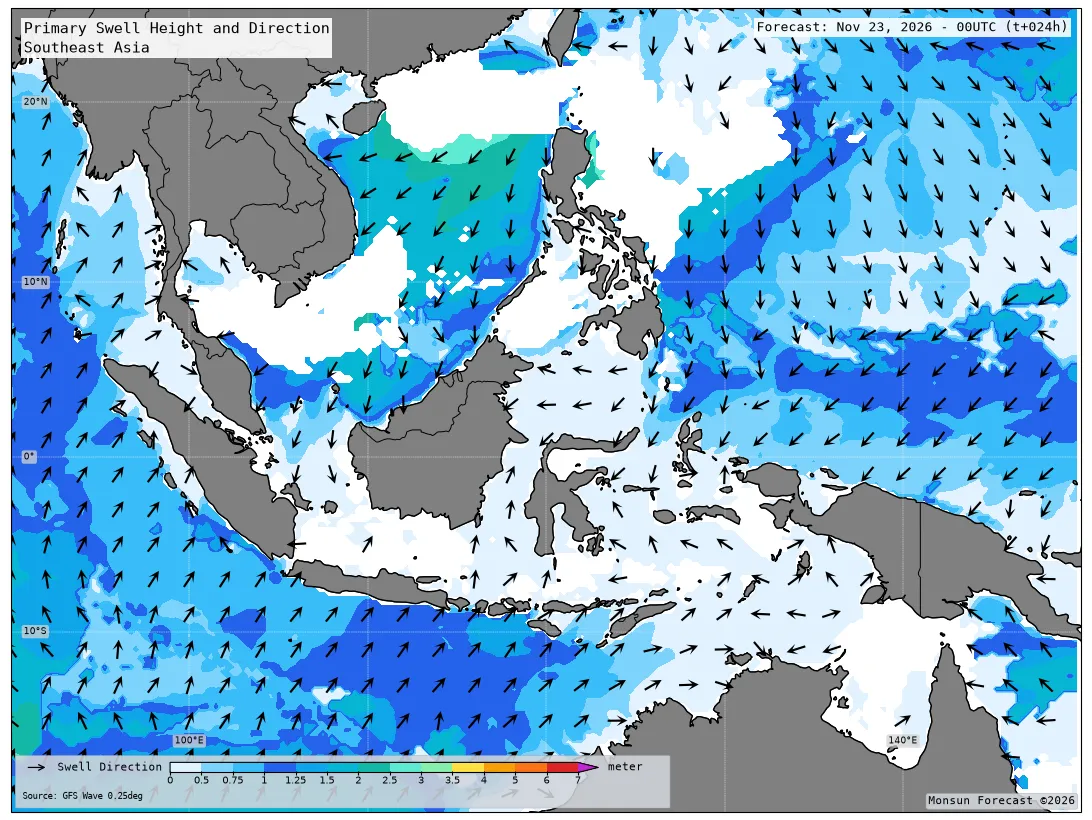 Primary Swell Height and Direction
Southeast Asia
Forecast: Nov 23, 2026 - 00UTC (t+024h)
20°N
10°N
0°
10°S
100°E
140°E
Swell Direction
0 0.5 0.75 1 1.25 1.5 2 2.5 3 3.5 4 5 6 7
meter
Source: GFS Wave 0.25deg
Monsun Forecast ©2026